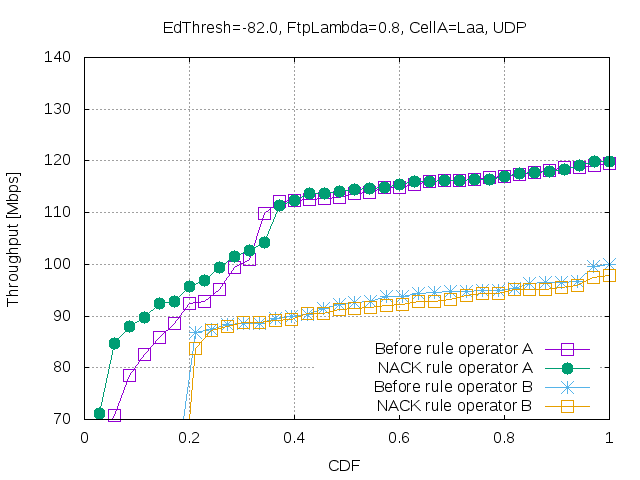 EdThresh=-82.0, FtpLambda=0.8, CellA=Laa, UDP
Throughput [Mbps]
140
130
120
110
100
90
80
70
Before rule operator A
NACK rule operator A
Before rule operator B
NACK rule operator B
0
0.2
0.4
0.6
0.8
1
CDF